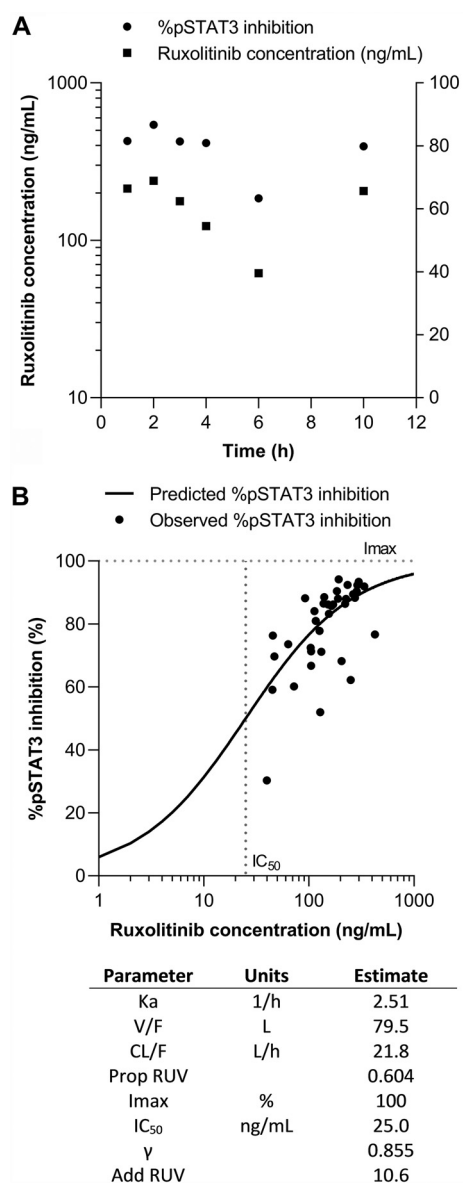 A
%pSTAT3 inhibition
Ruxolitinib concentration (ng/mL)
1000
100
10
Ruxolitinib concentration (ng/mL)
100
80
60
40
20
0
0 2 4 6 8 10 12
Time (h)
B
Predicted %pSTAT3 inhibition
Observed %pSTAT3 inhibition
Imax
100
80
60
40
20
0
%pSTAT3 inhibition (%)
IC50
1 10 100 1000
Ruxolitinib concentration (ng/mL)
Parameter Units Estimate
Ka 1/h 2.51
V/F L 79.5
CL/F L/h 21.8
Prop RUV 0.604
Imax % 100
IC50 ng/mL 25.0
γ 0.855
Add RUV 10.6